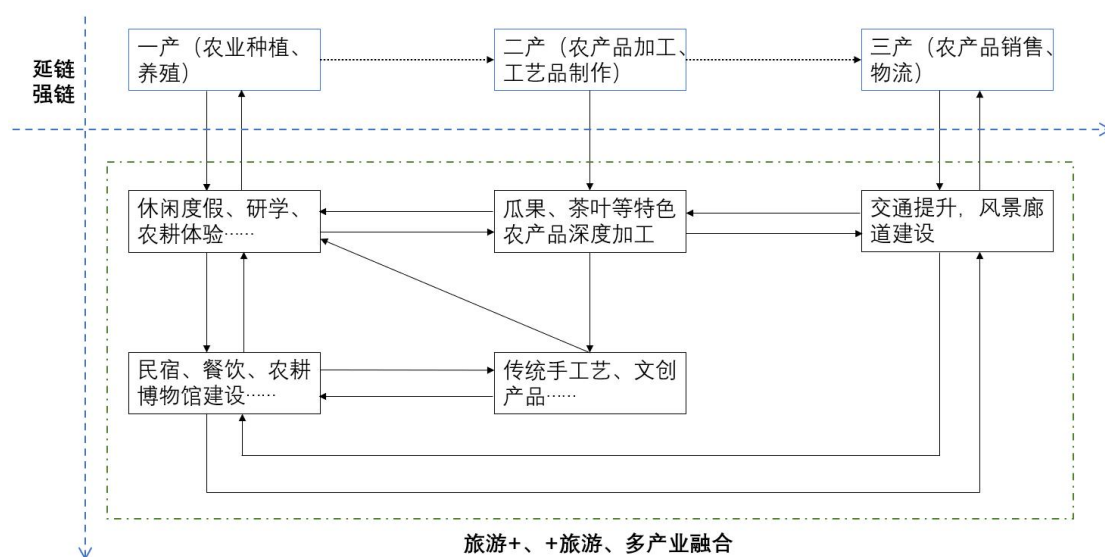 延链
强链
一产（农业种植、
养殖）
二产（农产品加工、
工艺品制作）
三产（农产品销售、
物流）
休闲度假、研学、
农耕体验……
瓜果、茶叶等特色
农产品深度加工
交通提升，风景廊
道建设
民宿、餐饮、农耕
博物馆建设……
传统手工艺、文创
产品……
旅游+、+旅游、多产业融合